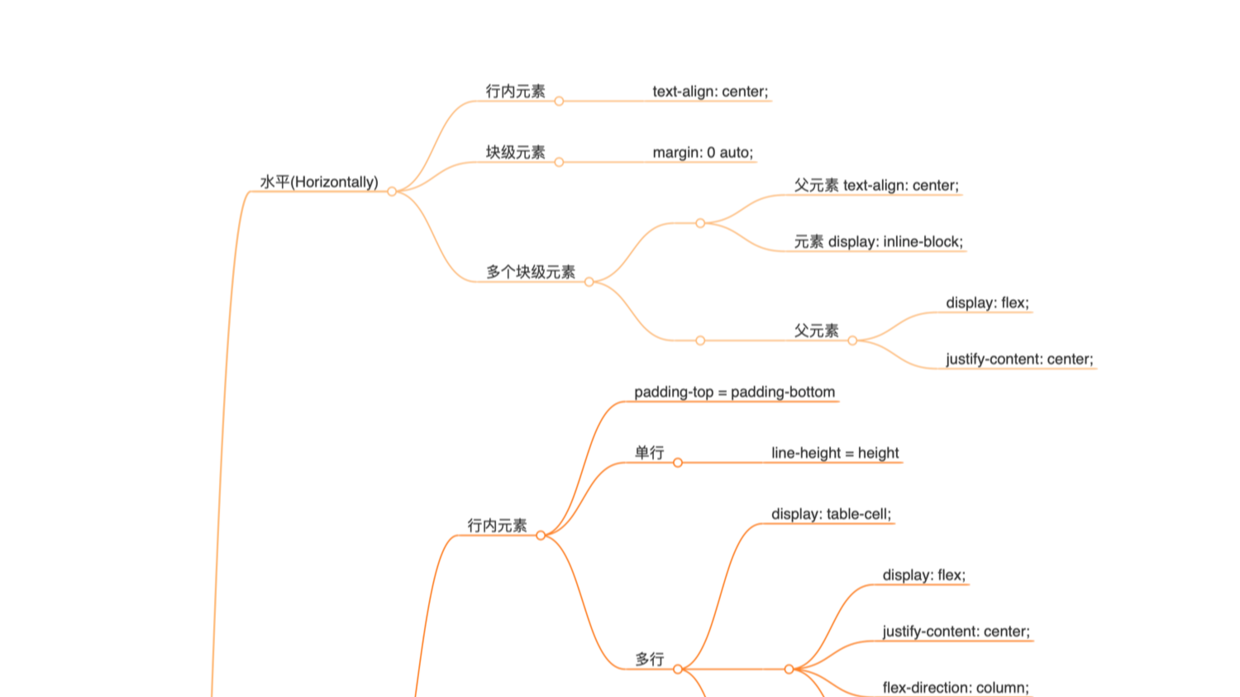 行内元素
text-align: center;
块级元素
margin: 0 auto;
水平(Horizontally)
父元素 text-align: center;
元素 display: inline-block;
多个块级元素
display: flex;
父元素
justify-content: center;
padding-top = padding-bottom
单行
line-height = height
display: table-cell;
行内元素
display: flex;
justify-content: center;
多行
flex-direction: column;